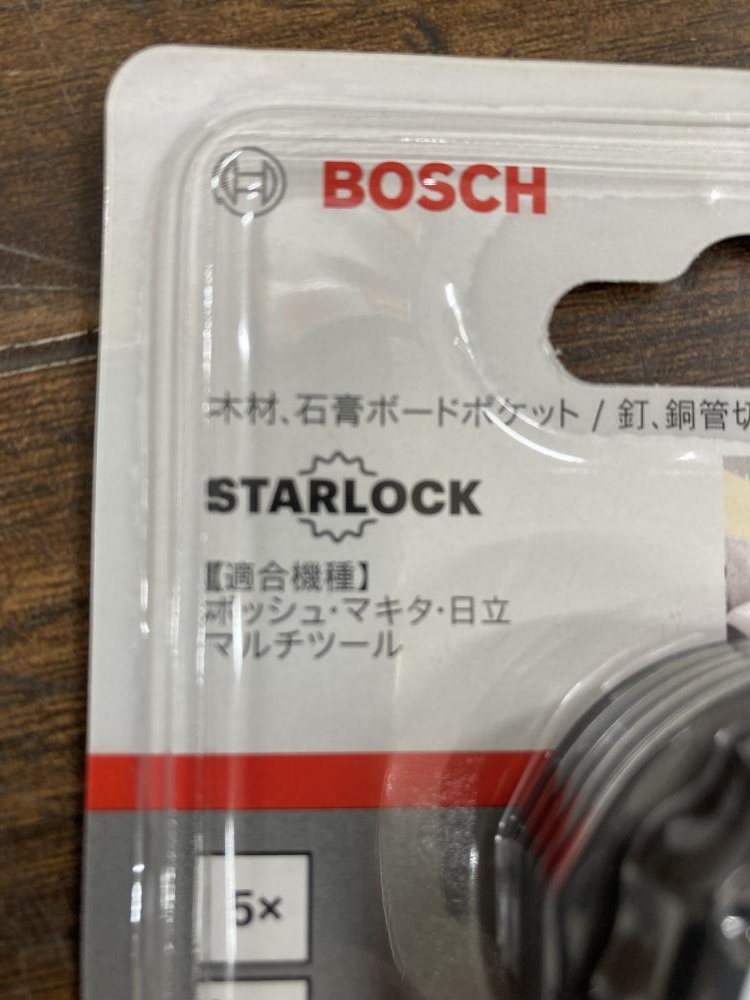 BOSCH
木材、石膏ボードポケット / 釘、銅管切
STARLOCK
【適合機種】
ボッシュ・マキタ・日立
マルチツール
5×